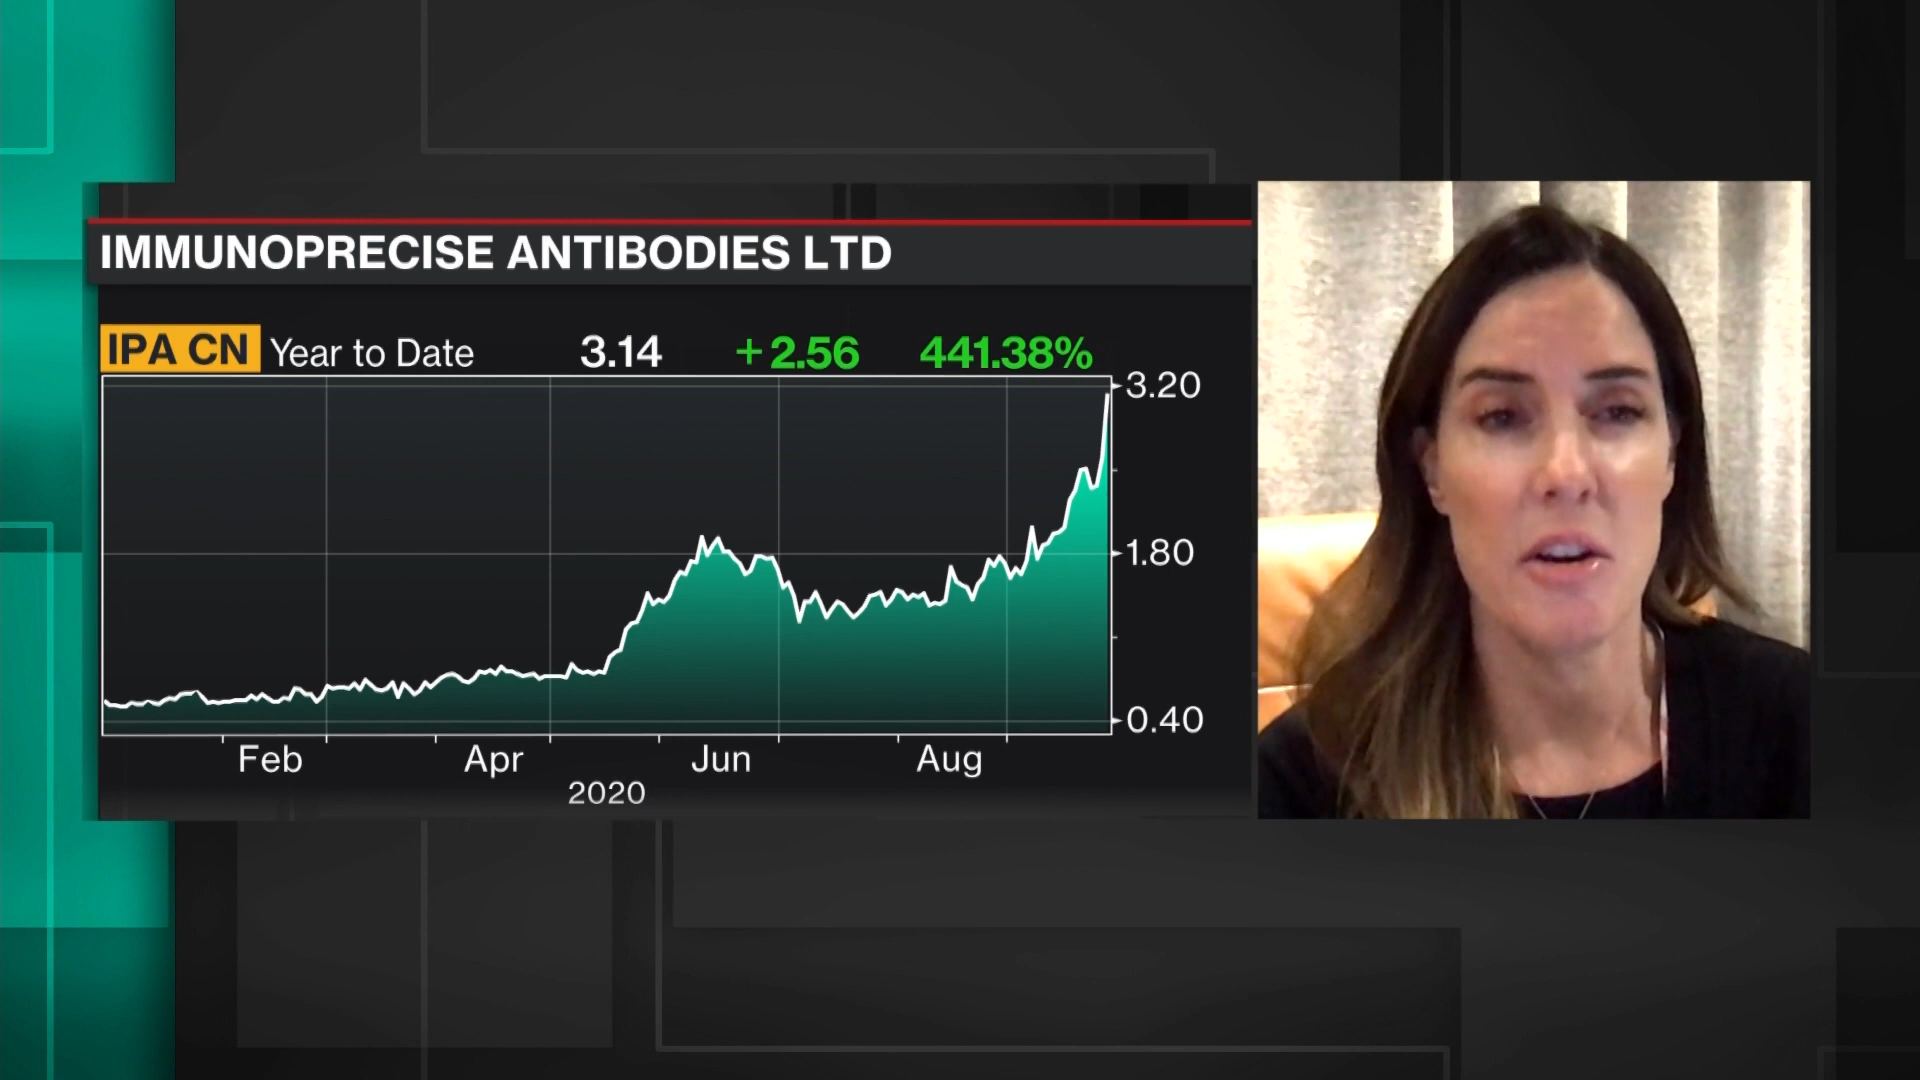 IMMUNOPRECISE ANTIBODIES LTD
IPA CN Year to Date 3.14 +2.56 441.38%
3.20
1.80
0.40
Feb Apr Jun Aug
2020